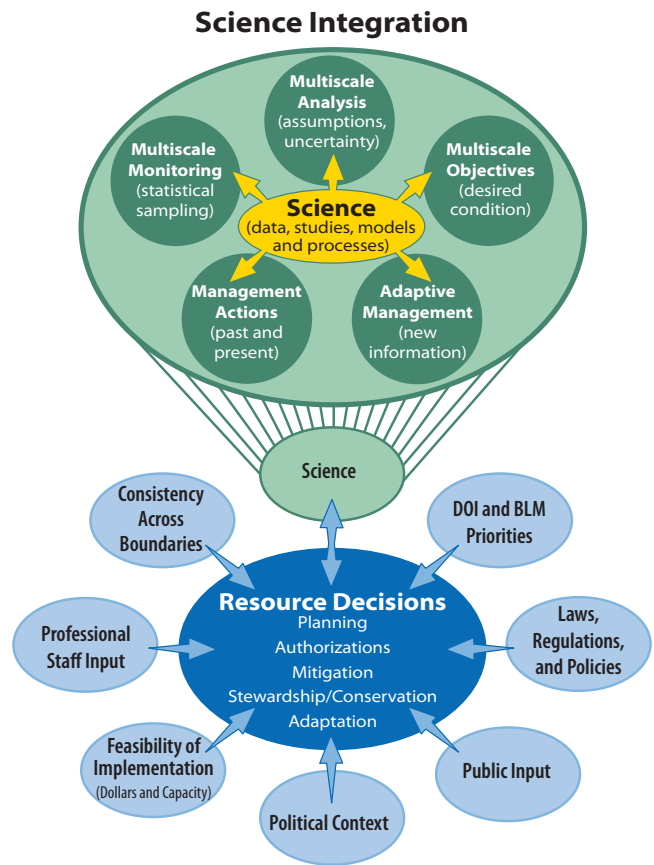 Science Integration
Multiscale
Analysis
(assumptions,
uncertainty)
Multiscale
Monitoring
(statistical
sampling)
Multiscale
Objectives
(desired
condition)
Science
(data, studies, models
and processes)
Management
Actions
(past and
present)
Adaptive
Management
(new
information)
Science
Consistency
Across
Boundaries
DOI and BLM
Priorities
Resource Decisions
Planning
Authorizations
Mitigation
Stewardship/Conservation
Adaptation
Professional
Staff Input
Laws,
Regulations,
and Policies
Feasibility of
Implementation
(Dollars and Capacity)
Political Context
Public Input